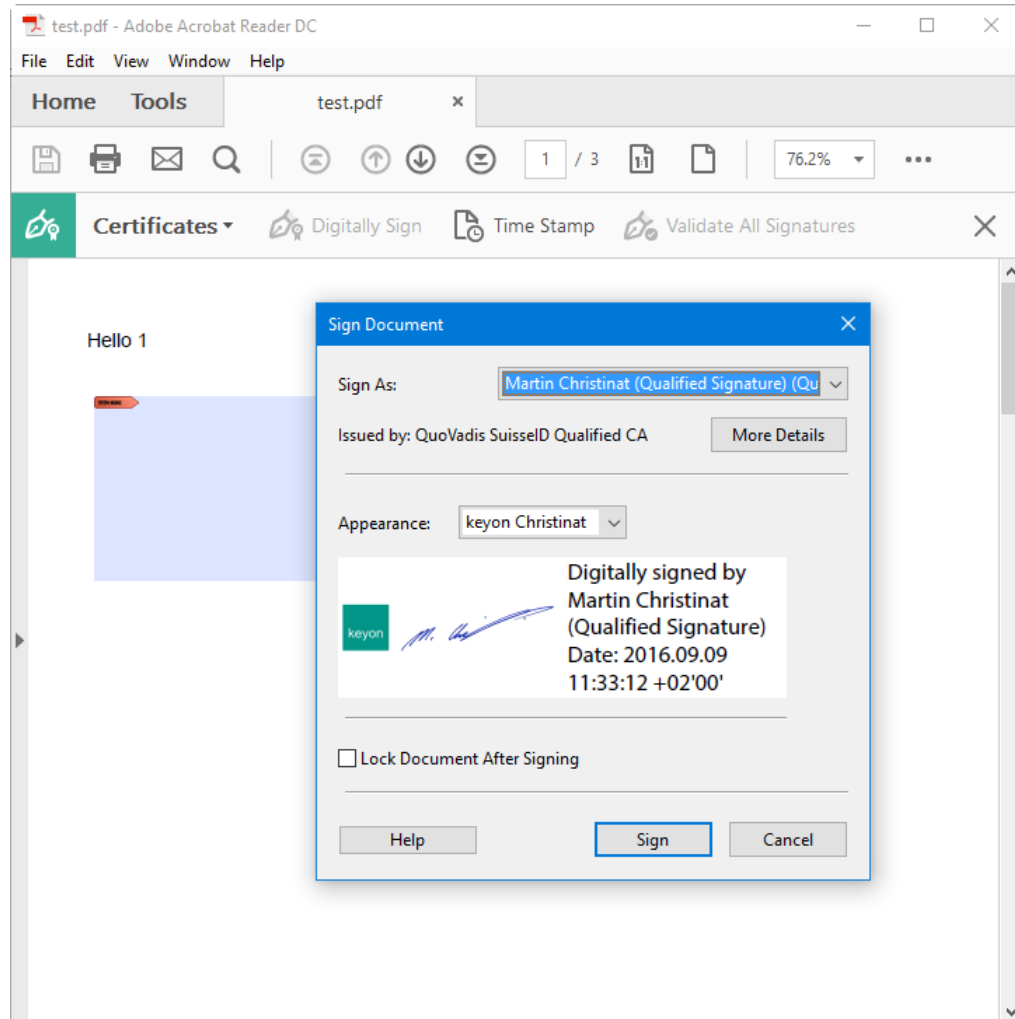 test.pdf - Adobe Acrobat Reader DC
File Edit View Window Help
Home Tools test.pdf ×
1 / 3 1:1 76.2%
Certificates Digitally Sign Time Stamp Validate All Signatures
Hello 1
Sign Document
Sign As: Martin Christinat (Qualified Signature) (Qu
Issued by: QuoVadis SuisseID Qualified CA More Details
Appearance: keyon Christinat
Digitally signed by
Martin Christinat
(Qualified Signature)
Date: 2016.09.09
11:33:12 +02'00'
keyon
Lock Document After Signing
Help Sign Cancel